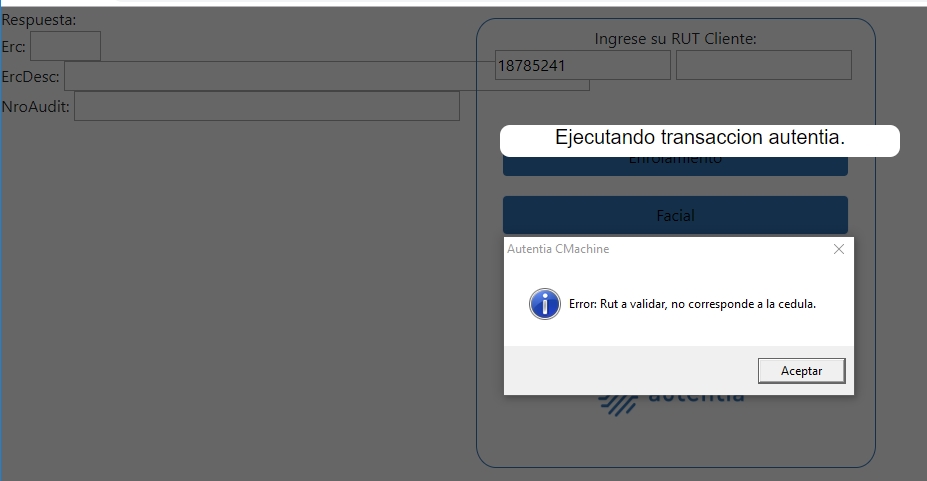 Respuesta:
Erc:
ErcDesc:
NroAudit:
Ingrese su RUT Cliente:
18785241
Ejecutando transaccion autentia.
Enrolamiento
Facial
Autentia CMachine
Error: Rut a validar, no corresponde a la cedula.
Aceptar
autentia